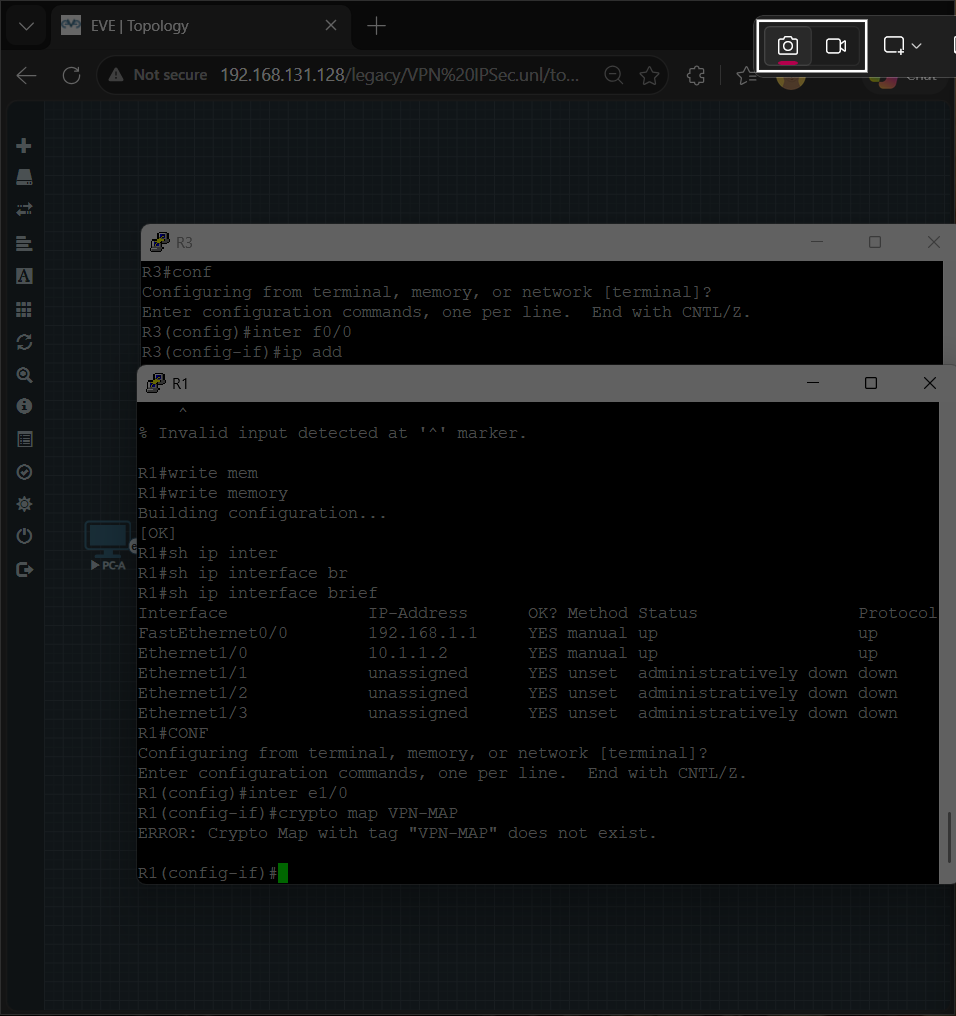 EVE | Topology
Not secure 192.168.131.128/legacy/VPN%20IPSec.unl/to...
Chat
R3
R3#conf
Configuring from terminal, memory, or network [terminal]?
Enter configuration commands, one per line.  End with CNTL/Z.
R3(config)#inter f0/0
R3(config-if)#ip add
R1
^
% Invalid input detected at '^' marker.
R1#write mem
R1#write memory
Building configuration...
[OK]
R1#sh ip inter
R1#sh ip interface br
R1#sh ip interface brief
Interface IP-Address OK? Method Status Protocol
FastEthernet0/0 192.168.1.1 YES manual up up
Ethernet1/0 10.1.1.2 YES manual up up
Ethernet1/1 unassigned YES unset administratively down down
Ethernet1/2 unassigned YES unset administratively down down
Ethernet1/3 unassigned YES unset administratively down down
R1#CONF
Configuring from terminal, memory, or network [terminal]?
Enter configuration commands, one per line.  End with CNTL/Z.
R1(config)#inter e1/0
R1(config-if)#crypto map VPN-MAP
ERROR: Crypto Map with tag "VPN-MAP" does not exist.
R1(config-if)#
PC-A